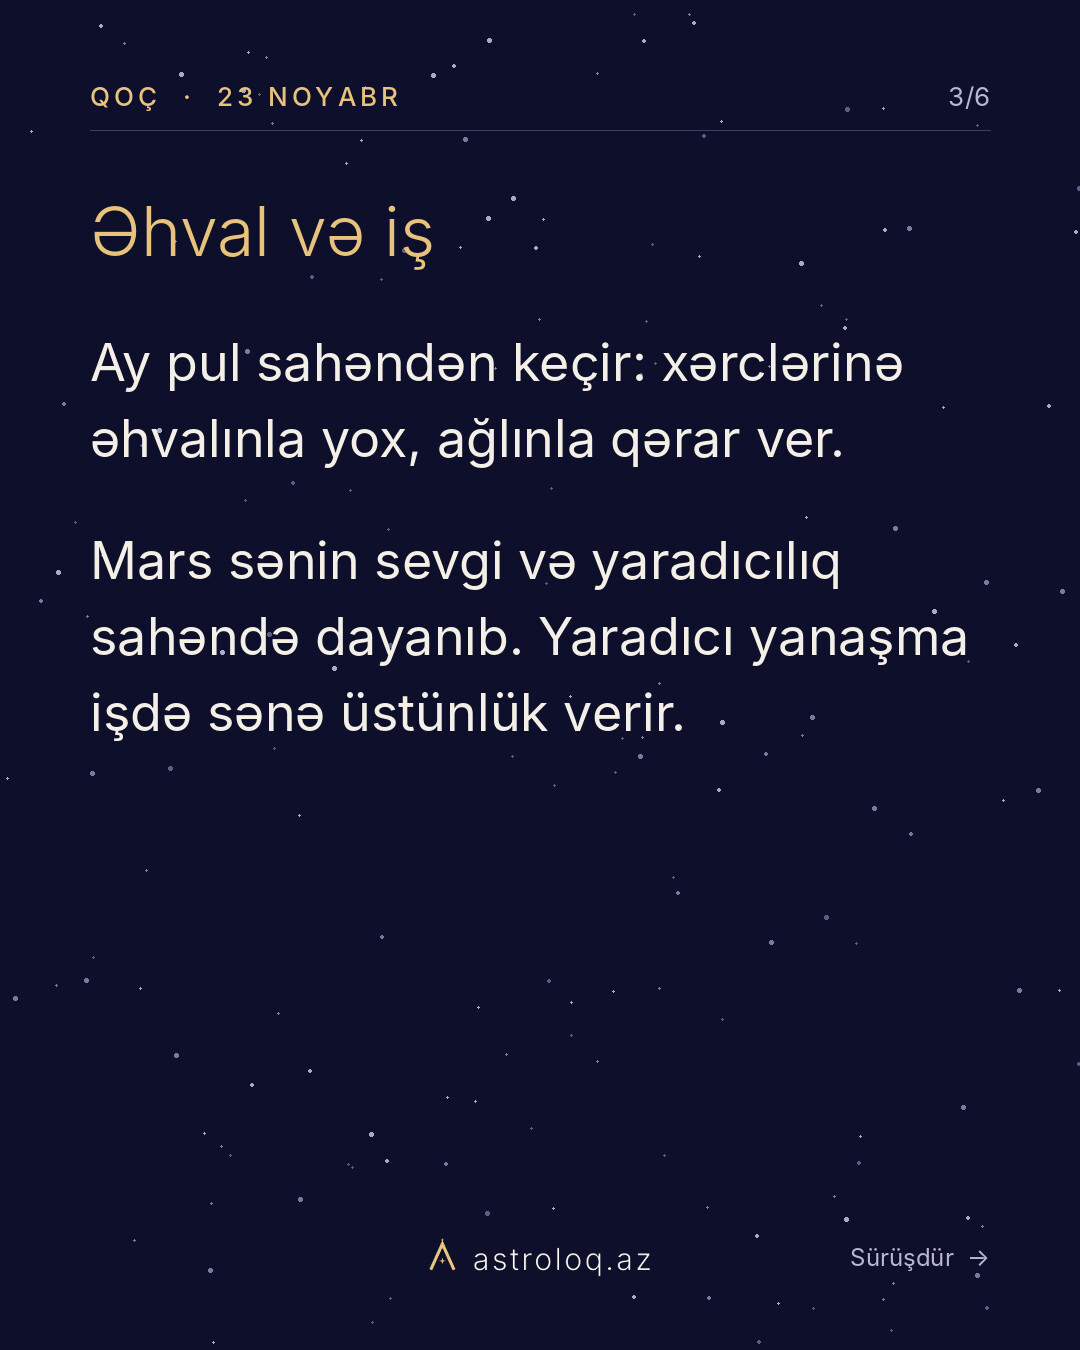 QOÇ · 23 NOYABR 3/6
Əhval və iş
Ay pul sahəndən keçir: xərclərinə
əhvalınla yox, ağlınla qərar ver.
Mars sənin sevgi və yaradıcılıq
sahəndə dayanıb. Yaradıcı yanaşma
işdə sənə üstünlük verir.
astroloq.az Sürüşdür →